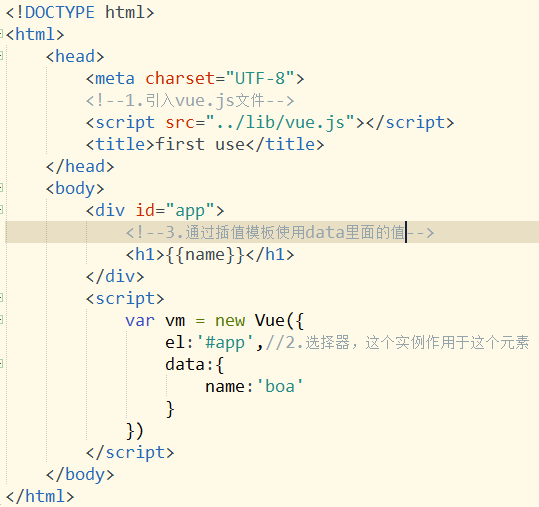 <!DOCTYPE html>
<html>
    <head>
        <meta charset="UTF-8">
        <!--1.引入vue.js文件-->
        <script src="../lib/vue.js"></script>
        <title>first use</title>
    </head>
    <body>
        <div id="app">
            <!--3.通过插值模板使用data里面的值-->
            <h1>{{name}}</h1>
        </div>
        <script>
            var vm = new Vue({
                el:'#app',//2.选择器，这个实例作用于这个元素
                data:{
                    name:'boa'
                }
            })
        </script>
    </body>
</html>